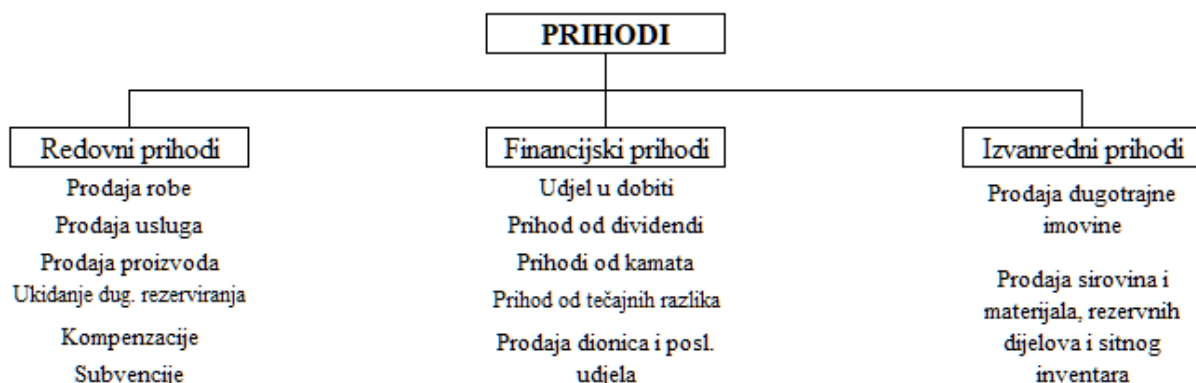 PRIHODI
Redovni prihodi
Prodaja robe
Prodaja usluga
Prodaja proizvoda
Ukidanje dug. rezerviranja
Kompenzacije
Subvencije
Financijski prihodi
Udjel u dobiti
Prihod od dividendi
Prihodi od kamata
Prihod od tečajnih razlika
Prodaja dionica i posl.
udjela
Izvanredni prihodi
Prodaja dugotrajne
imovine
Prodaja sirovina i
materijala, rezervnih
dijelova i sitnog
inventara